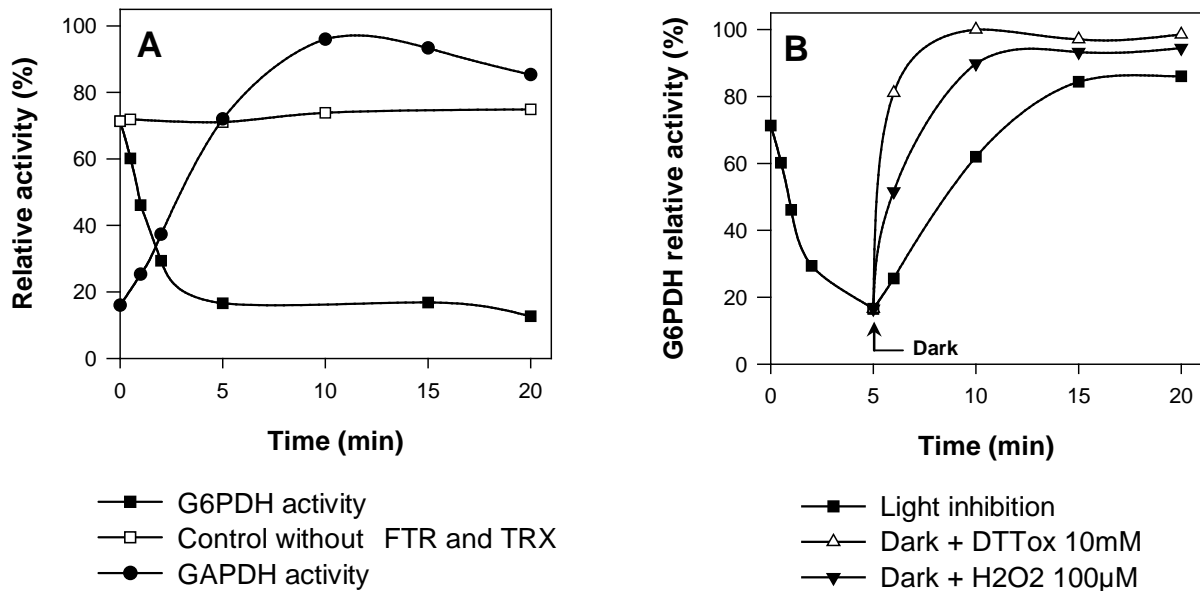 A
Relative activity (%)
100
80
60
40
20
0
0 5 10 15 20
Time (min)
G6PDH activity
Control without FTR and TRX
GAPDH activity
B
G6PDH relative activity (%)
100
80
60
40
20
0
Dark
0 5 10 15 20
Time (min)
Light inhibition
Dark + DTTox 10mM
Dark + H2O2 100µM